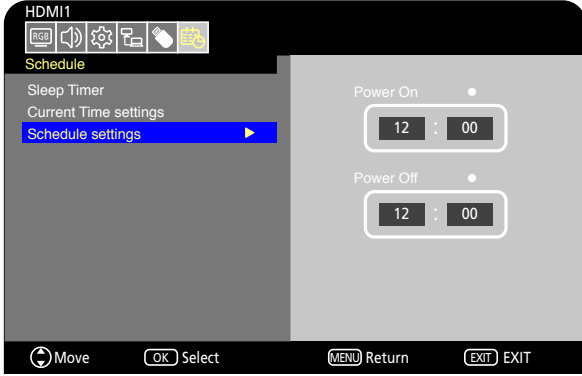 HDMI1
RGB
Schedule
Sleep Timer
Current Time settings
Schedule settings
Power On
12 : 00
Power Off
12 : 00
Move OK Select MENU Return EXIT EXIT